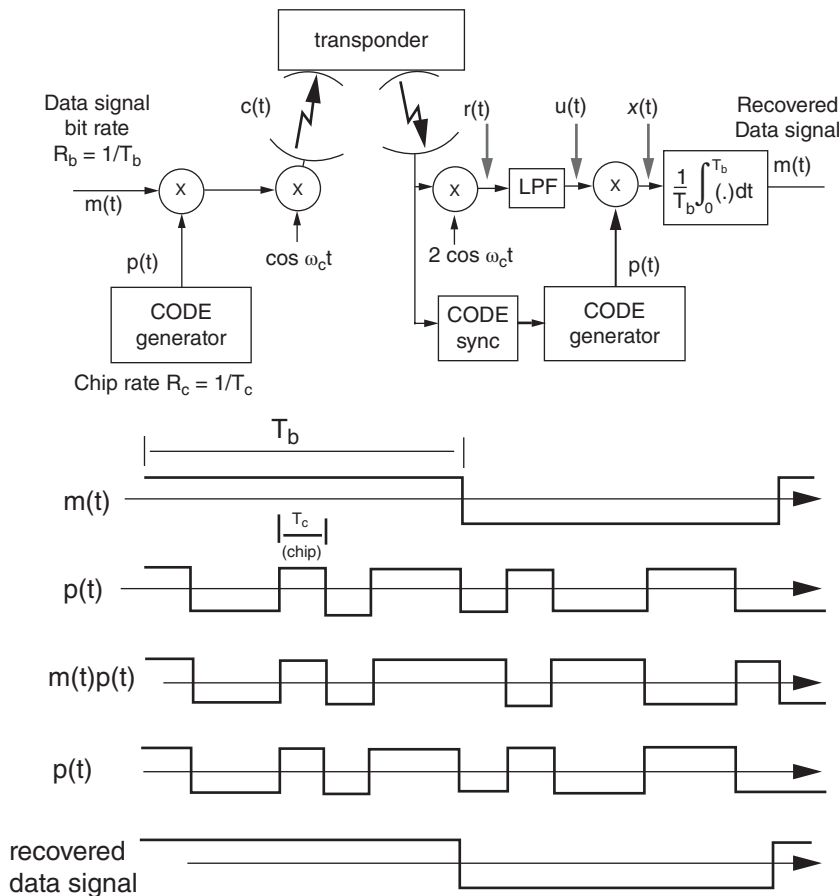 transponder
Data signal
bit rate
R_b = 1/T_b
c(t)
r(t)
u(t)
x(t)
Recovered
Data signal
m(t)
X
X
X
LPF
X
1/T_b ∫_0^T_b (.)dt
m(t)
p(t)
cos ω_c t
2 cos ω_c t
p(t)
CODE
generator
CODE
sync
CODE
generator
Chip rate R_c = 1/T_c
T_b
m(t)
T_c
(chip)
p(t)
m(t)p(t)
p(t)
recovered
data signal